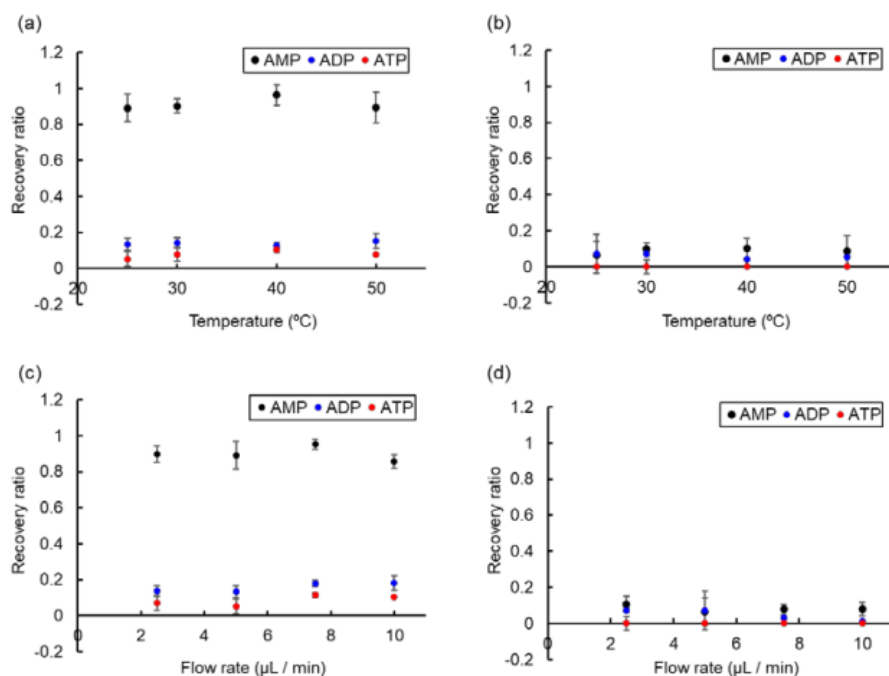 (a)
1.2
AMP ADP ATP
1
0.8
0.6
0.4
0.2
0
-0.2
20 30 40 50
Recovery ratio
Temperature (ºC)
(b)
1.2
AMP ADP ATP
1
0.8
0.6
0.4
0.2
0
-0.2
20 30 40 50
Recovery ratio
Temperature (ºC)
(c)
1.2
AMP ADP ATP
1
0.8
0.6
0.4
0.2
0
-0.2
0 2 4 6 8 10
Recovery ratio
Flow rate (µL / min)
(d)
1.2
AMP ADP ATP
1
0.8
0.6
0.4
0.2
0
-0.2
0 2 4 6 8 10
Recovery ratio
Flow rate (µL / min)